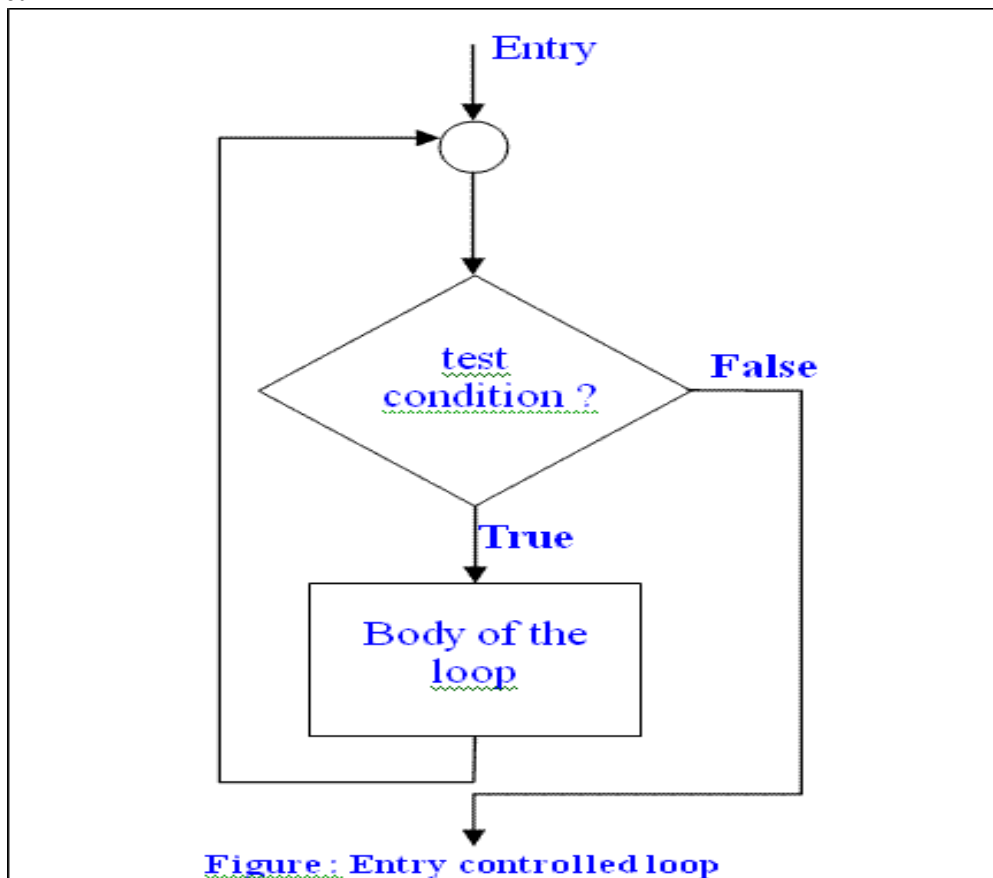 Entry
test
condition ?
False
True
Body of the
loop
Figure : Entry controlled loop